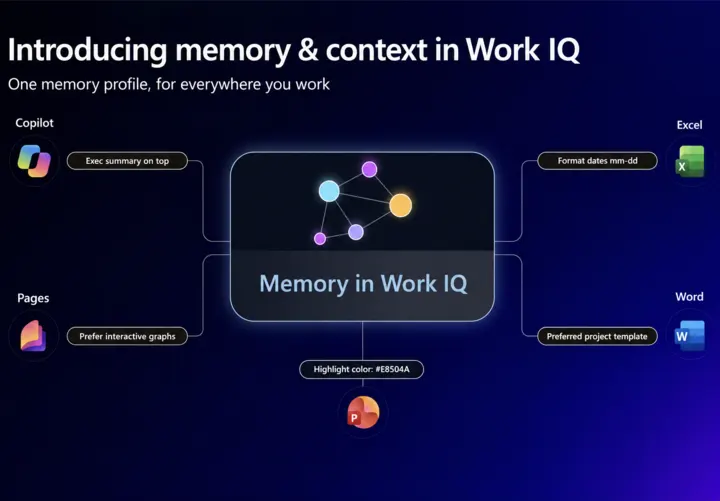 Introducing memory & context in Work IQ
One memory profile, for everywhere you work
Copilot
Exec summary on top
Excel
Format dates mm-dd
X
Memory in Work IQ
Pages
Prefer interactive graphs
Word
Preferred project template
W
Highlight color: #E8504A
P